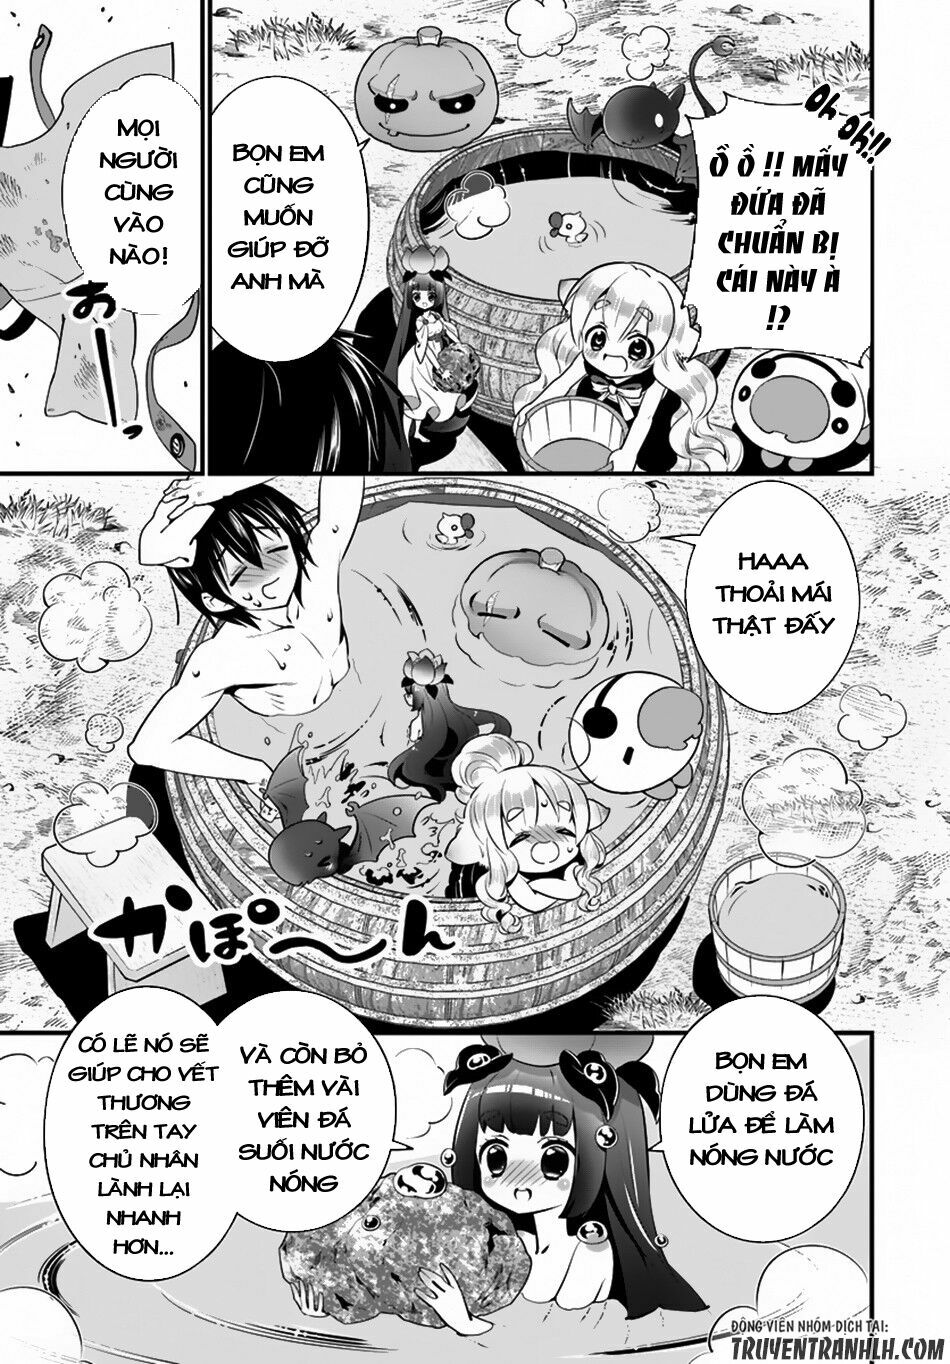 Oh
Ốh!!
Ồ Ồ !! MẤY
ĐỨA ĐÃ
CHUẨN BỊ
CÁI NÀY À
!?
BỌN EM
CŨNG
MUỐN
GIÚP ĐỠ
ANH MÀ
MỌI
NGƯỜI
CÙNG
VÀO
NÀO!
お
HAAA
THOẢI MÁI
THẬT ĐẤY
かぽ〜ん
BỌN EM
DÙNG ĐÁ
LỬA ĐỂ LÀM
NÓNG NƯỚC
VÀ CÒN BỎ
THÊM VÀI
VIÊN ĐÁ
SUỐI NƯỚC
NÓNG
CÓ LẼ NÓ SẼ
GIÚP CHO VẾT
THƯƠNG
TRÊN TAY
CHỦ NHÂN
LÀNH LẠI
NHANH
HƠN...
ĐỘNG VIÊN NHÓM DỊCH TẠI:
TRUYENTRANHLH.COM